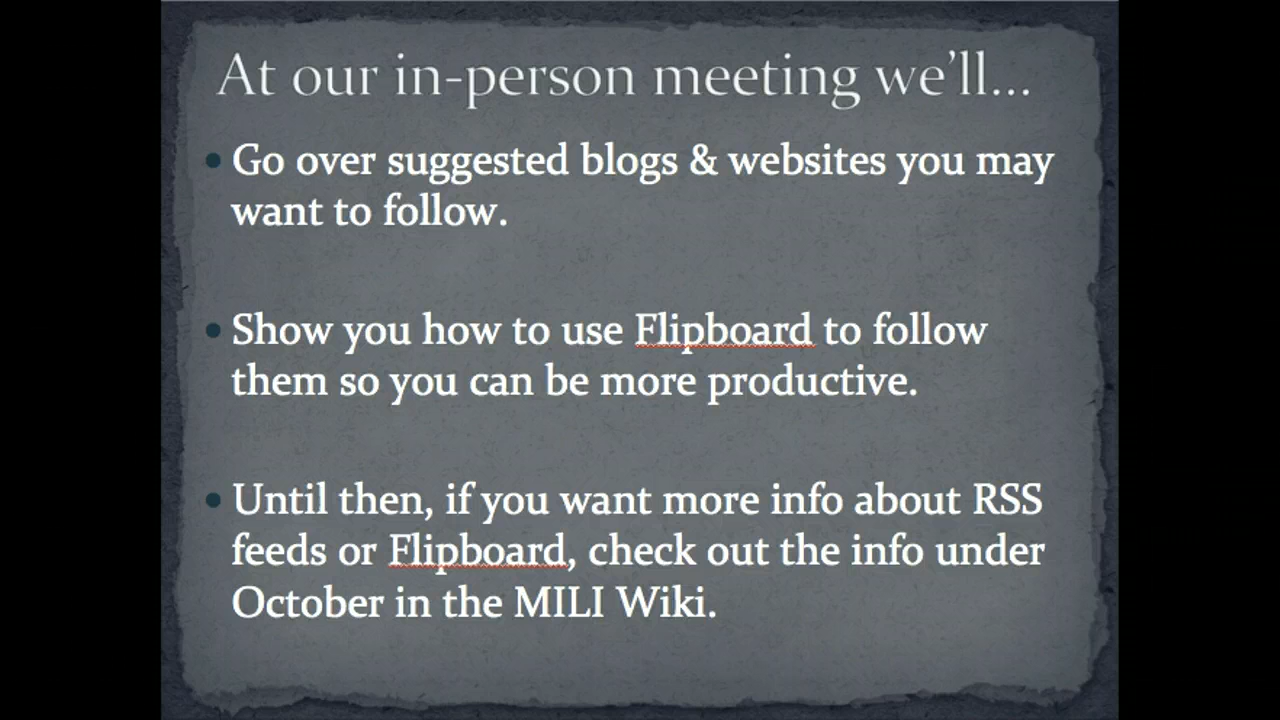 At our in-person meeting we'll...
Go over suggested blogs & websites you may
want to follow.
Show you how to use Flipboard to follow
them so you can be more productive.
Until then, if you want more info about RSS
feeds or Flipboard, check out the info under
October in the MILI Wiki.